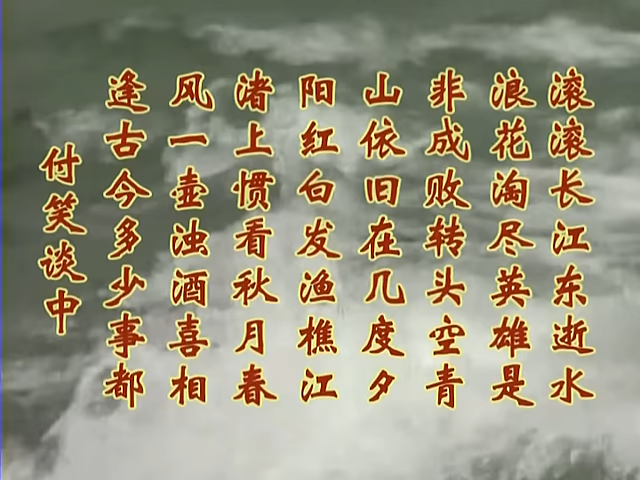 滚滚长江东逝水
浪花淘尽英雄是
非成败转头空青
山依旧在几度夕
阳红白发渔樵江
渚上惯看秋月春
风一壶浊酒喜相
逢古今多少事都
付笑谈中